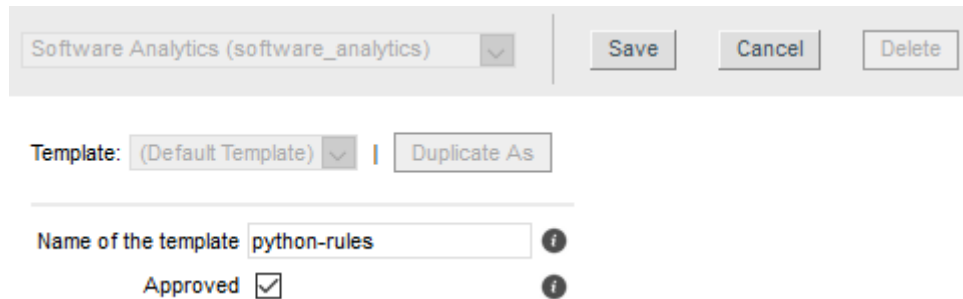 Software Analytics (software_analytics) Save Cancel Delete
Template: (Default Template) | Duplicate As
Name of the template python-rules
Approved